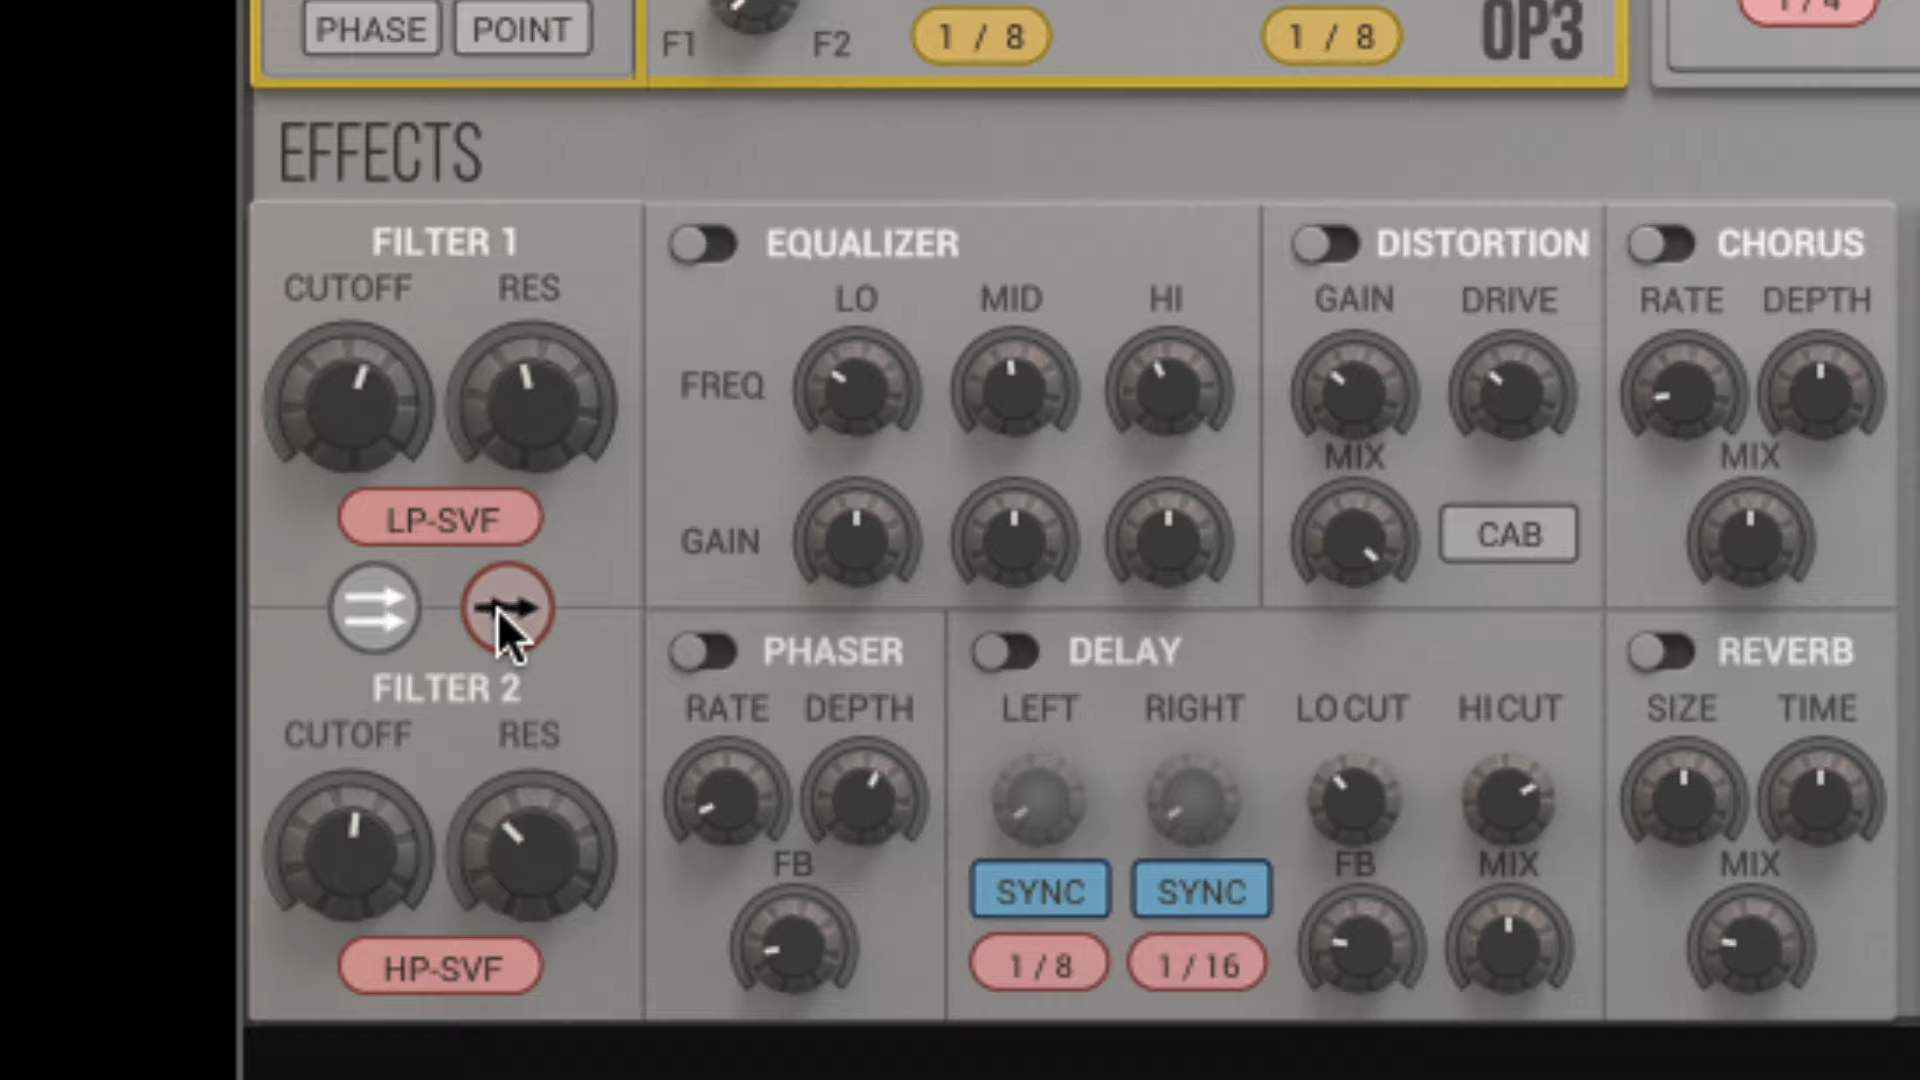 PHASE POINT F1 F2 1 / 8 1 / 8 OP3 1 / 4
EFFECTS
FILTER 1
CUTOFF RES
LP-SVF
FILTER 2
CUTOFF RES
HP-SVF
EQUALIZER
LO MID HI
FREQ
GAIN
DISTORTION
GAIN DRIVE
MIX
CAB
CHORUS
RATE DEPTH
MIX
PHASER
RATE DEPTH
FB
DELAY
LEFT RIGHT LO CUT HI CUT
SYNC SYNC FB MIX
1 / 8 1 / 16
REVERB
SIZE TIME
MIX